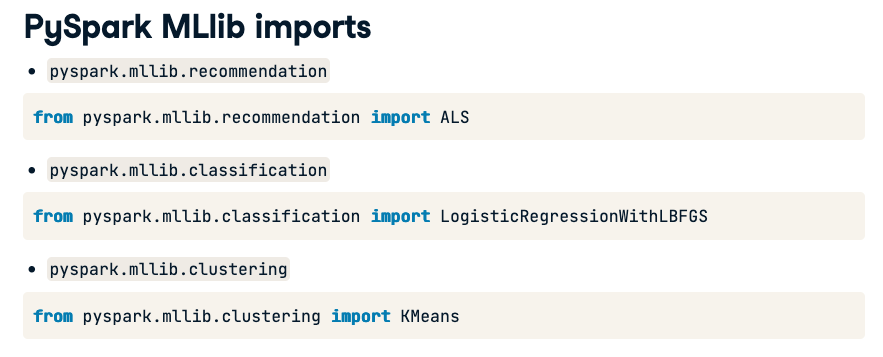 PySpark MLlib imports
• pyspark.mllib.recommendation
from pyspark.mllib.recommendation import ALS
• pyspark.mllib.classification
from pyspark.mllib.classification import LogisticRegressionWithLBFGS
• pyspark.mllib.clustering
from pyspark.mllib.clustering import KMeans